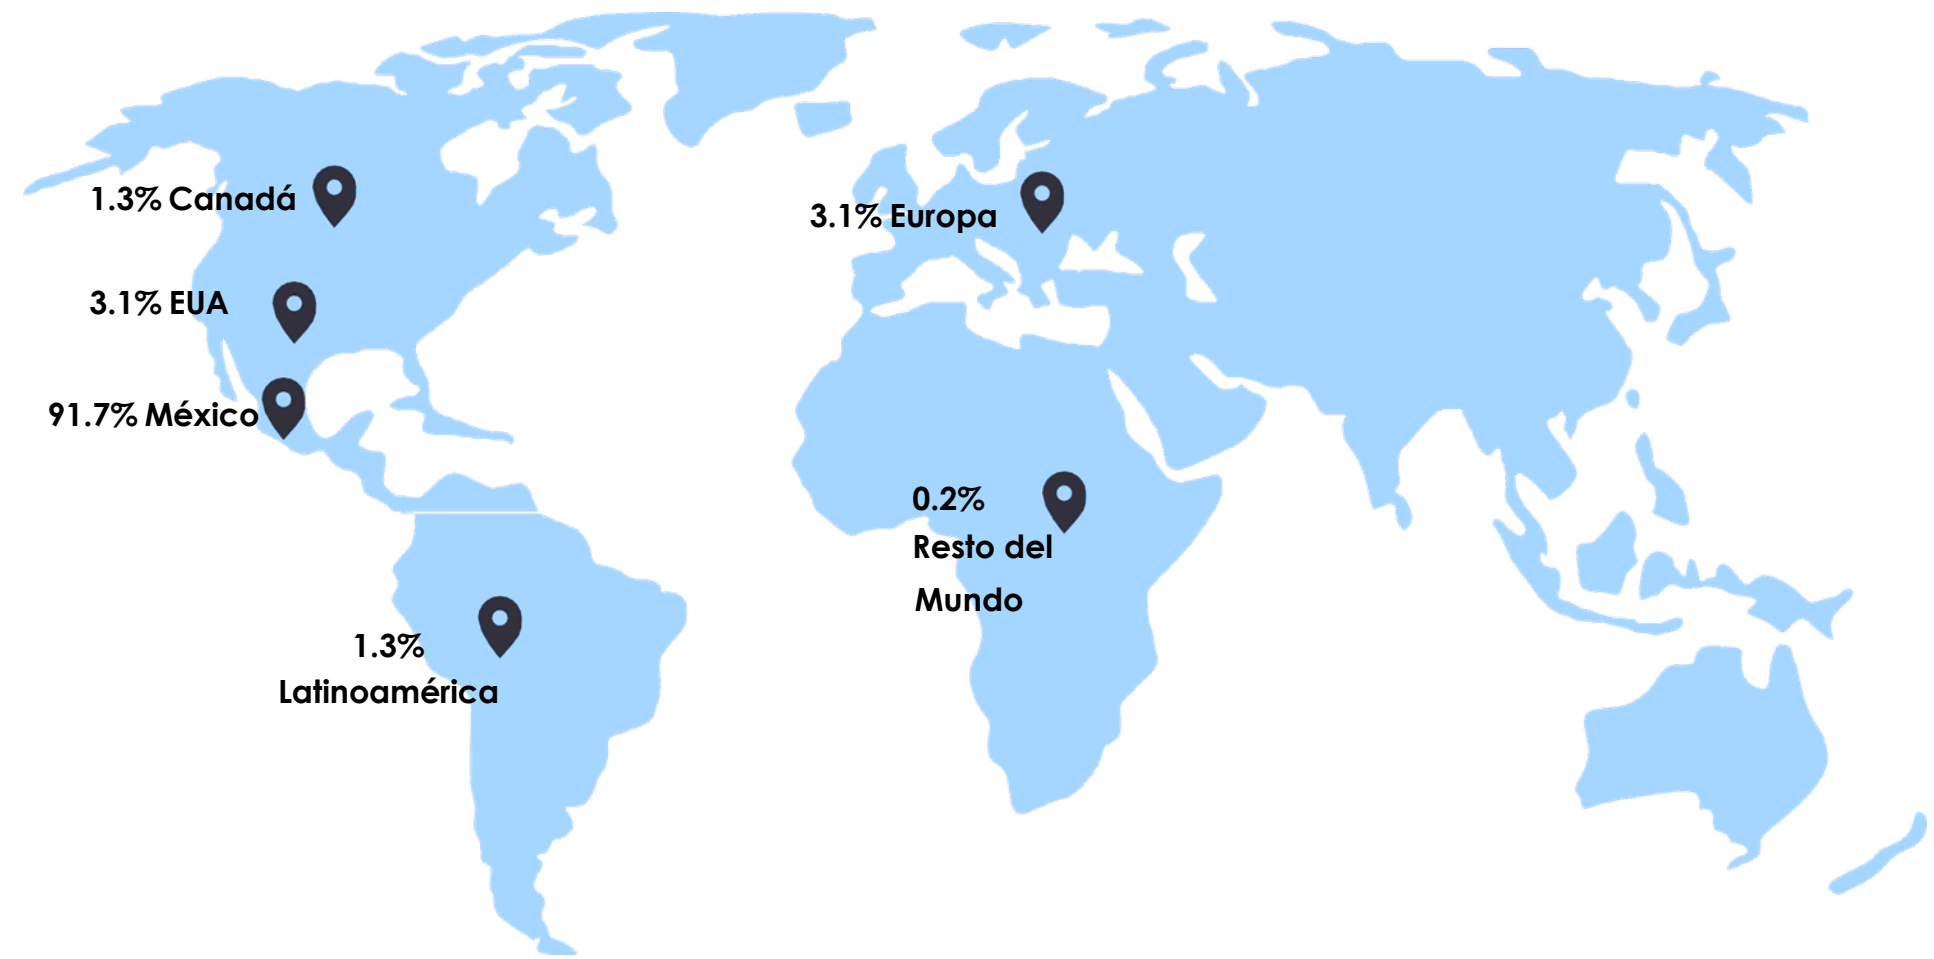 1.3% Canadá
3.1% EUA
91.7% México
1.3%
Latinoamérica
3.1% Europa
0.2%
Resto del
Mundo